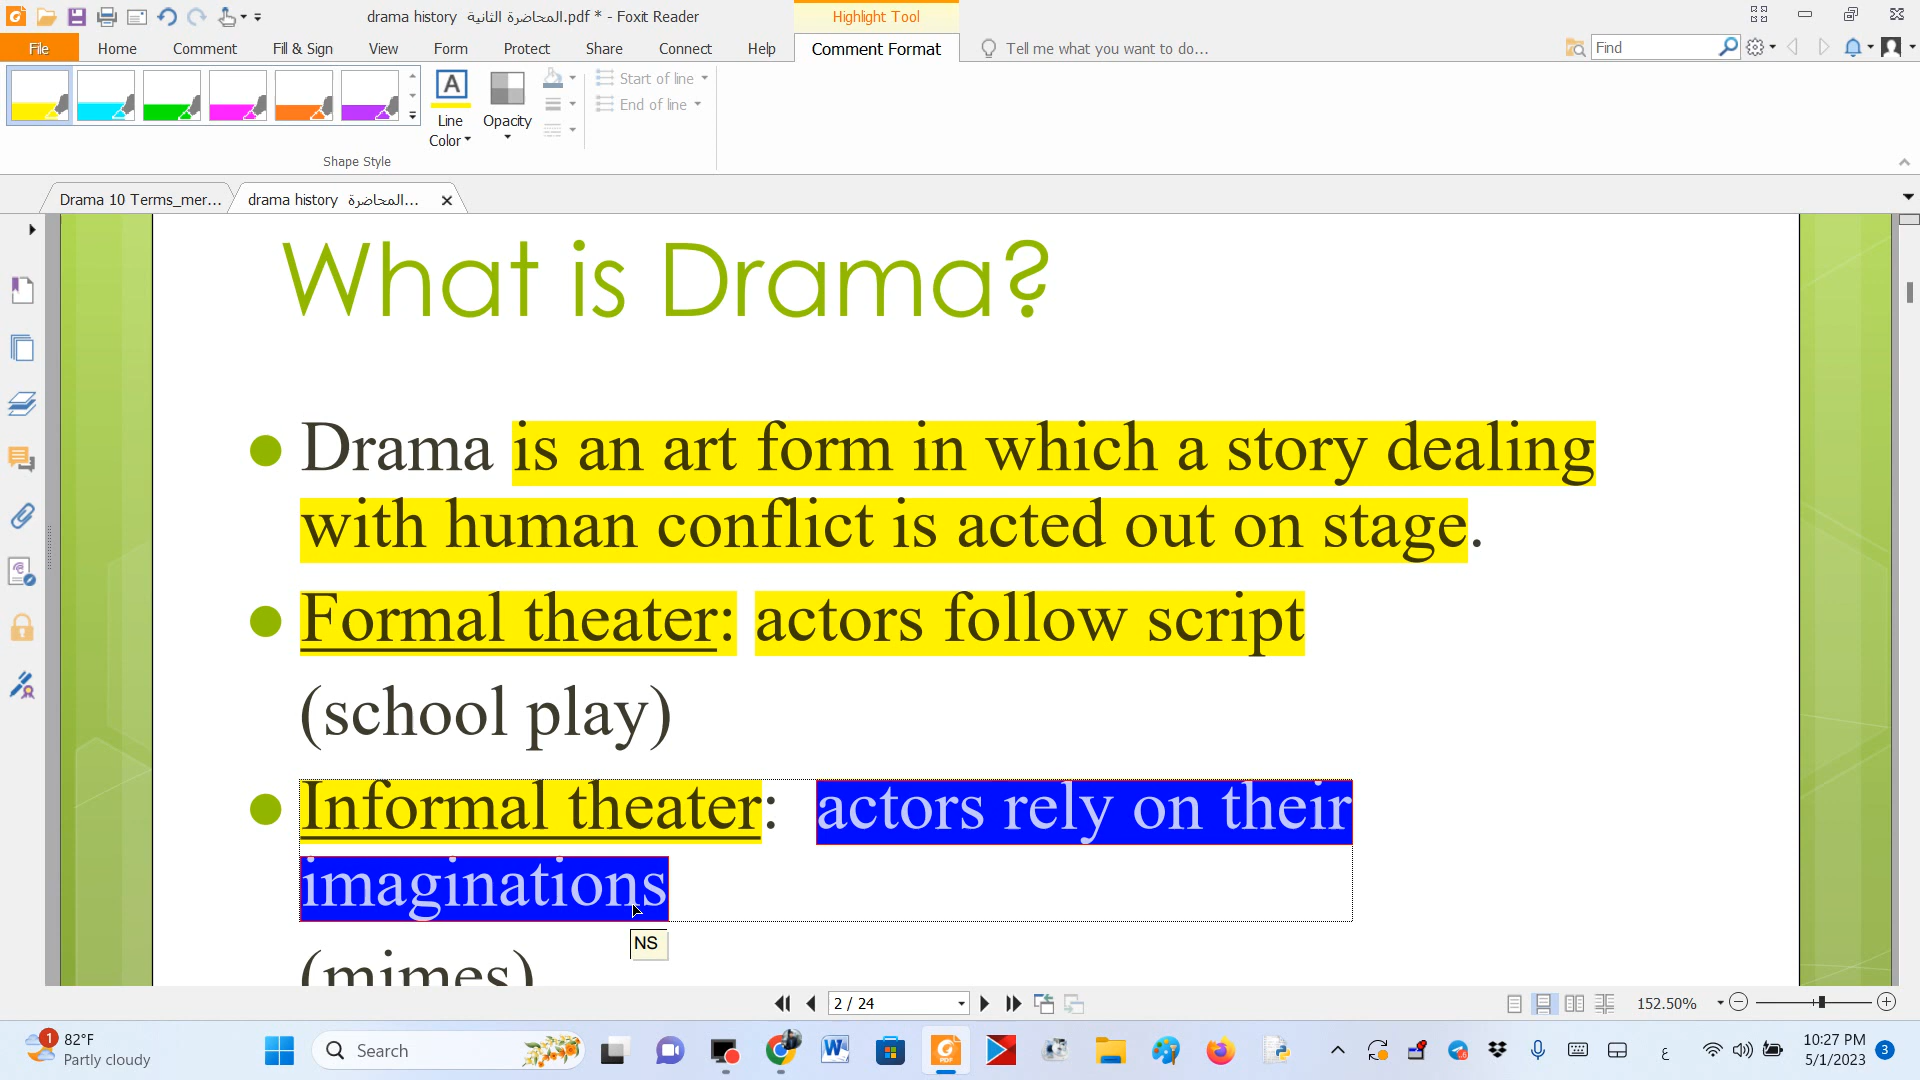 drama history المحاضرة الثانية.pdf * - Foxit Reader
Highlight Tool
File Home Comment Fill & Sign View Form Protect Share Connect Help Comment Format Tell me what you want to do... Find
Line Color
Opacity
Start of line
End of line
Shape Style
Drama 10 Terms_mer... drama history المحاضرة...
What is Drama?
Drama is an art form in which a story dealing
with human conflict is acted out on stage.
Formal theater: actors follow script
(school play)
Informal theater: actors rely on their
imaginations
NS
(mimes)
2 / 24
152.50%
1
82°F
Partly cloudy
Search
ع
10:27 PM
5/1/2023
3